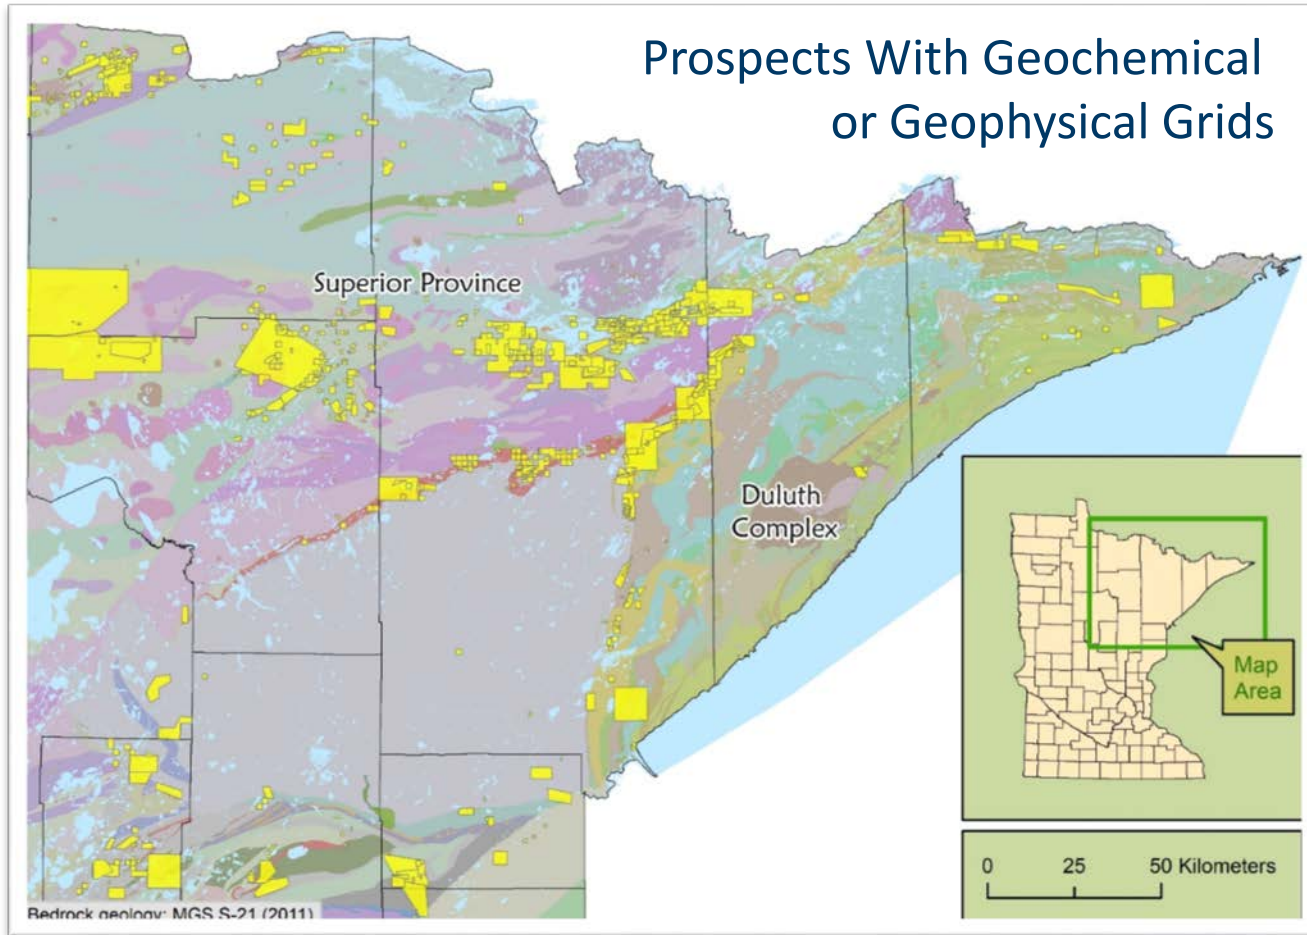 Prospects With Geochemical
or Geophysical Grids
Superior Province
Duluth
Complex
Map
Area
0 25 50 Kilometers
Bedrock geology: MGS S-21 (2011)